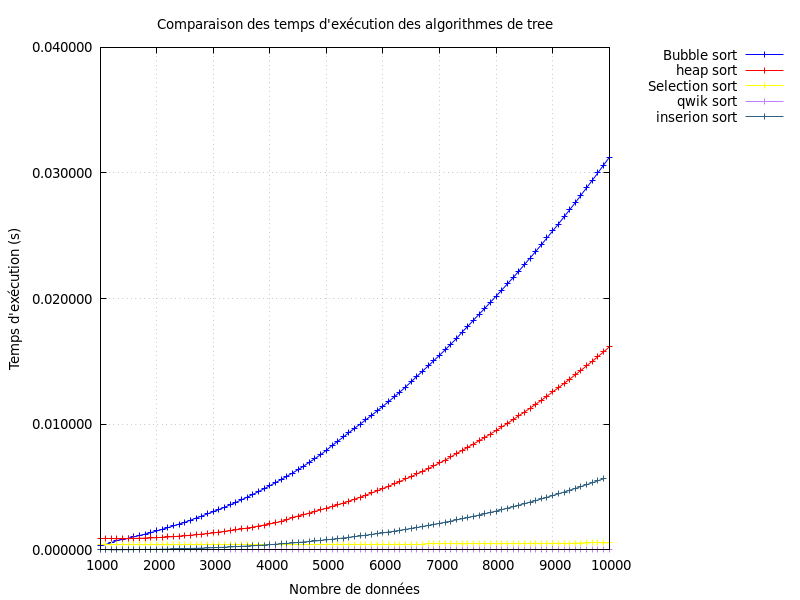 Comparaison des temps d'exécution des algorithmes de tree
0.040000
0.030000
0.020000
0.010000
0.000000
Temps d'exécution (s)
1000 2000 3000 4000 5000 6000 7000 8000 9000 10000
Nombre de données
Bubble sort
heap sort
Selection sort
qwik sort
inserion sort